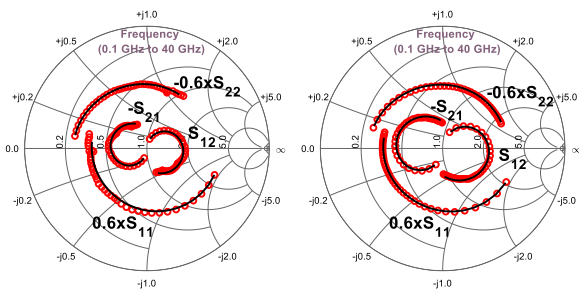 +j1.0
Frequency
(0.1 GHz to 40 GHz)
+j0.5
+j2.0
-0.6xS22
+j0.2
+j5.0
-S21
S12
0.0
0.2
0.5
1.0
5.0
∞
-j0.2
-j5.0
0.6xS11
-j0.5
-j2.0
-j1.0
+j1.0
Frequency
(0.1 GHz to 40 GHz)
+j0.5
+j2.0
-0.6xS22
+j0.2
+j5.0
-S21
S12
0.0
0.2
1.0
5.0
∞
-j0.2
-j5.0
0.6xS11
-j0.5
-j2.0
-j1.0